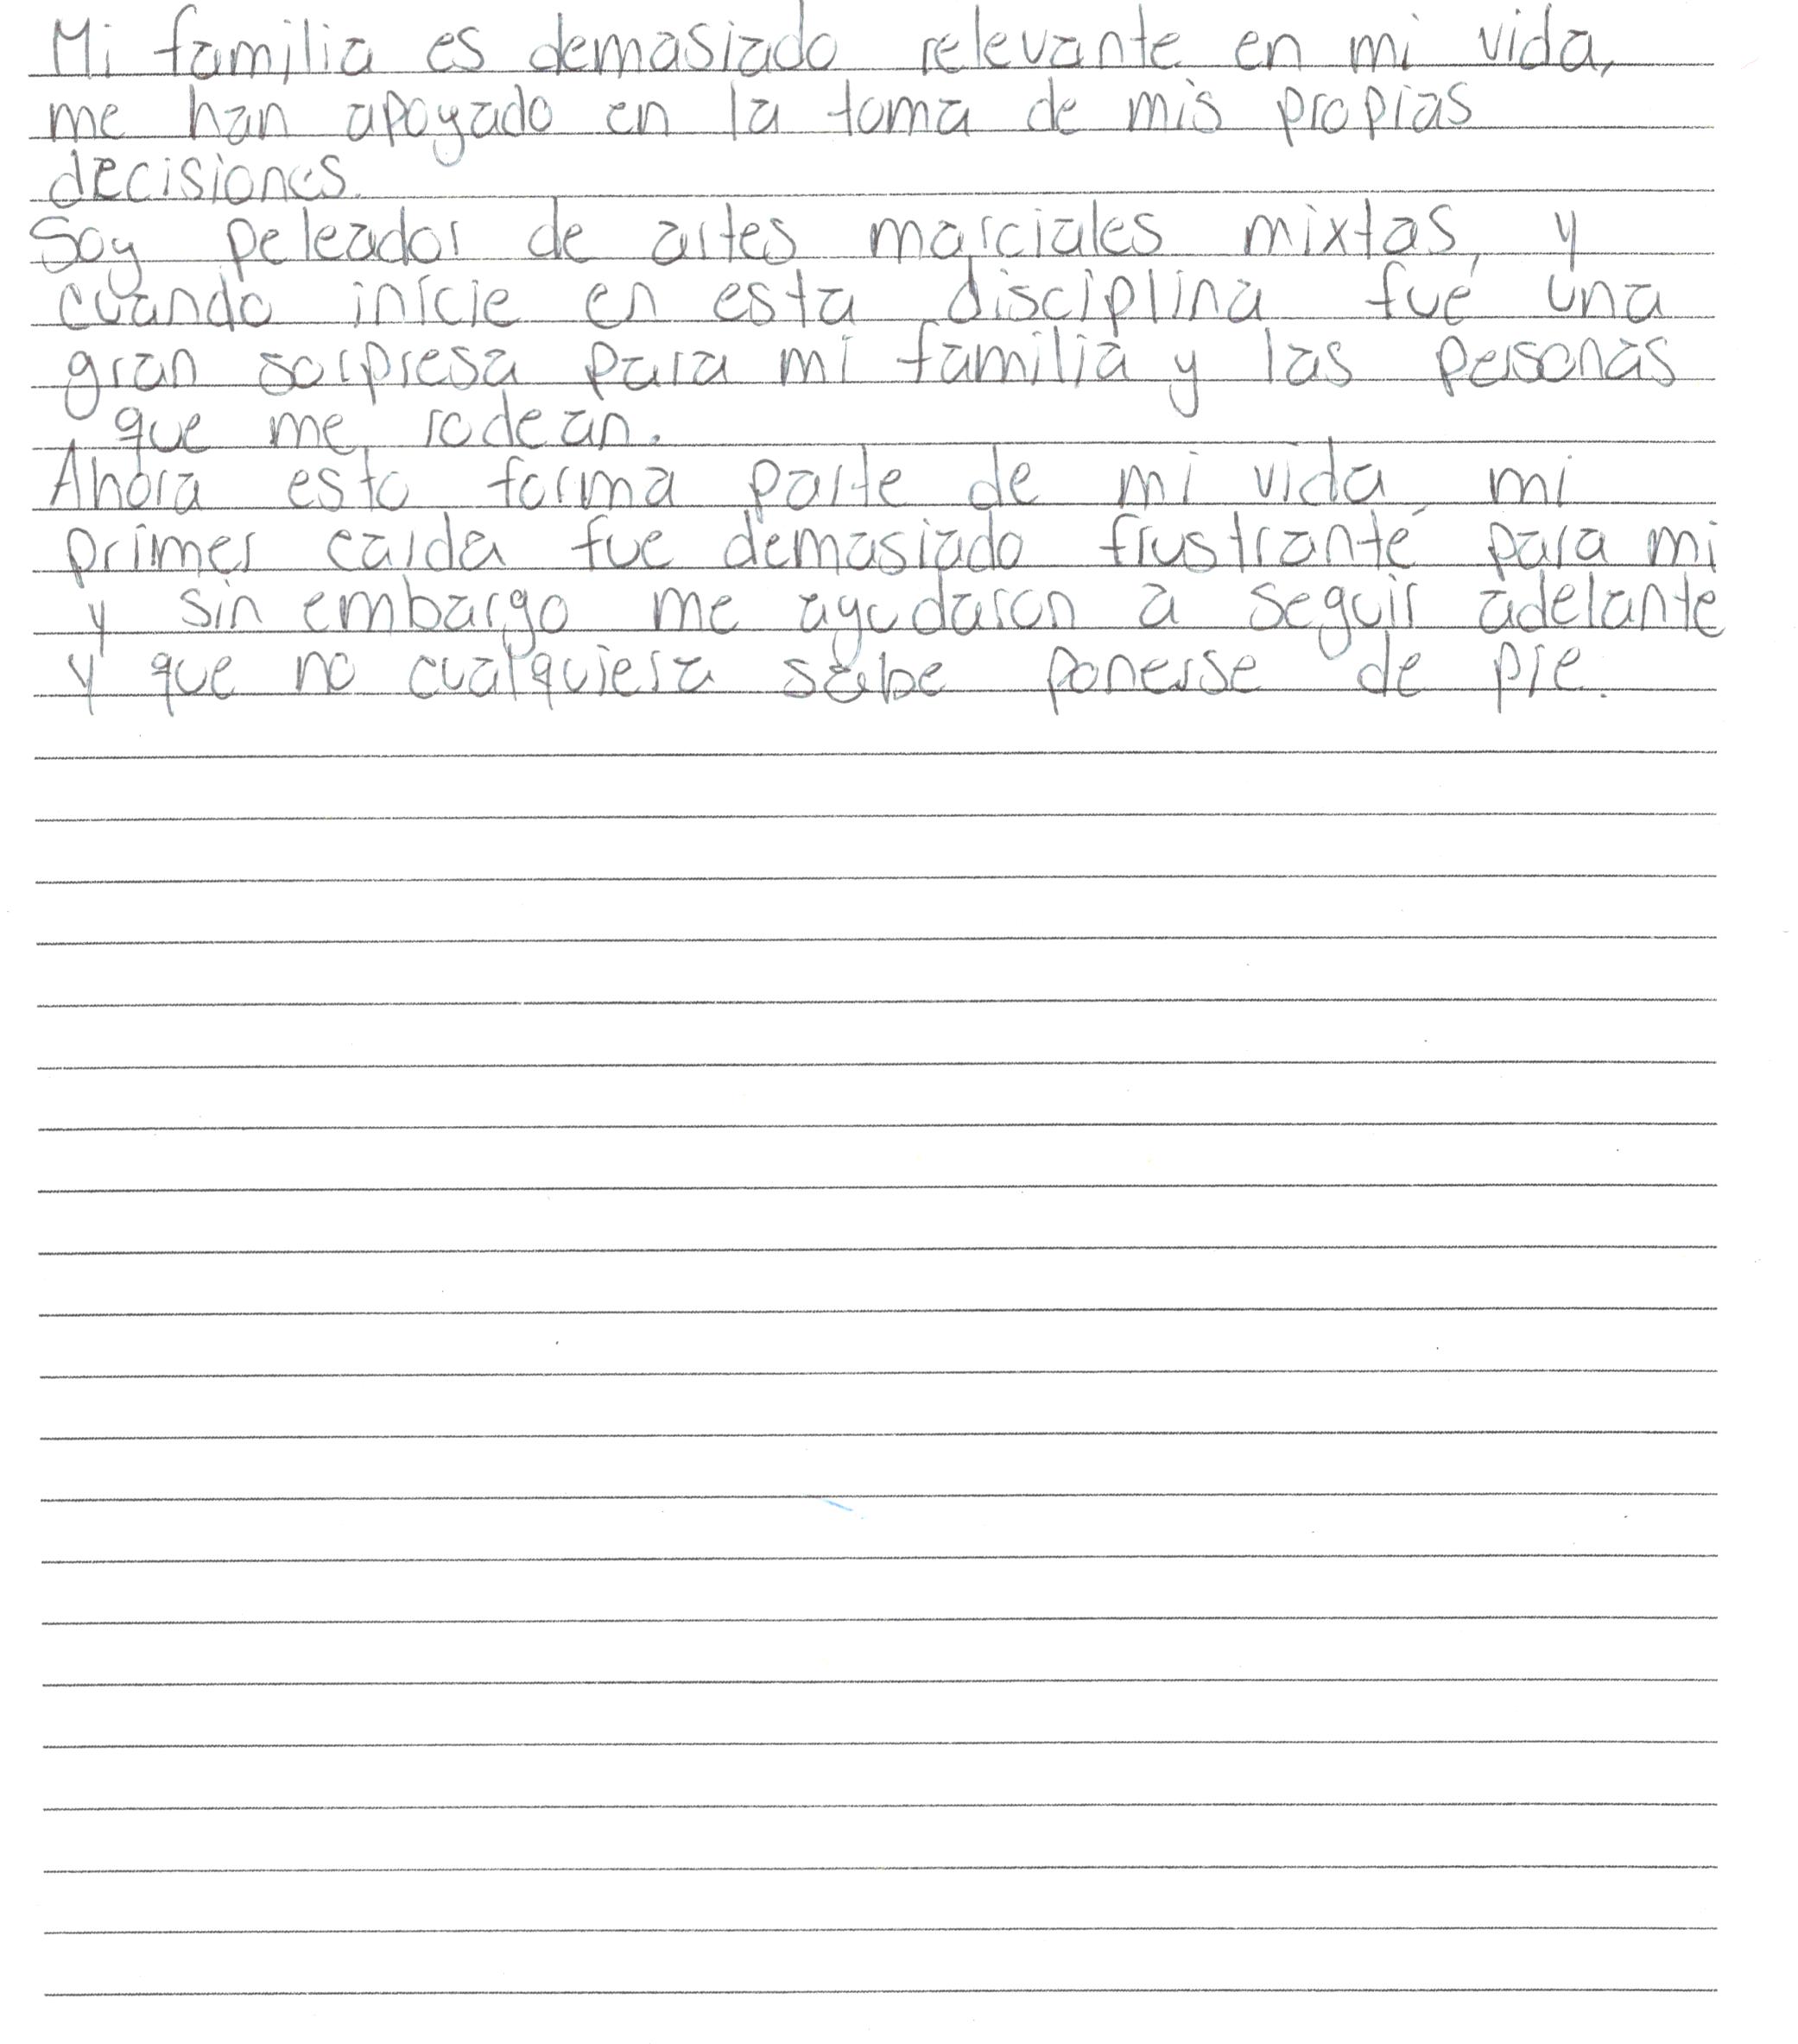 Mi familia es demasiado relevante en mi vida,
me han apoyado en la toma de mis propias
decisiones.
Soy peleador de artes marciales mixtas, y
cuando inicie en esta disciplina fué una
gran sorpresa para mi familia y las personas
que me rodean.
Ahora esto forma parte de mi vida mi
primer caida fue demasiado frustrante para mi
y sin embargo me ayudaron a seguir adelante
y que no cualquiera sabe ponerse de pie.